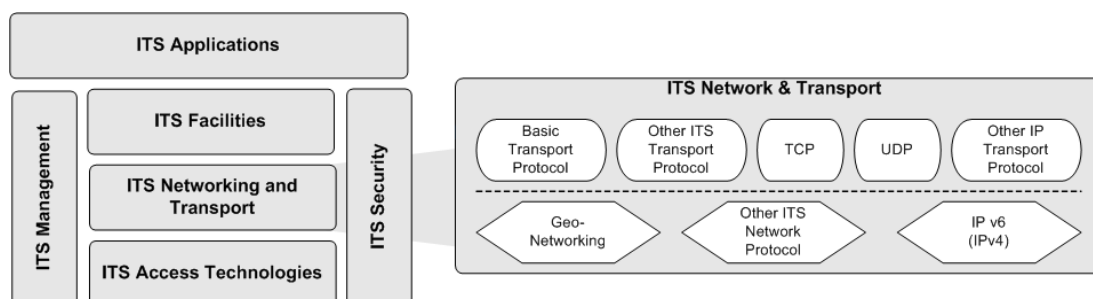 ITS Applications
ITS Management
ITS Facilities
ITS Networking and
Transport
ITS Access Technologies
ITS Security
ITS Network & Transport
Basic
Transport
Protocol
Other ITS
Transport
Protocol
TCP
UDP
Other IP
Transport
Protocol
Geo-
Networking
Other ITS
Network
Protocol
IP v6
(IPv4)